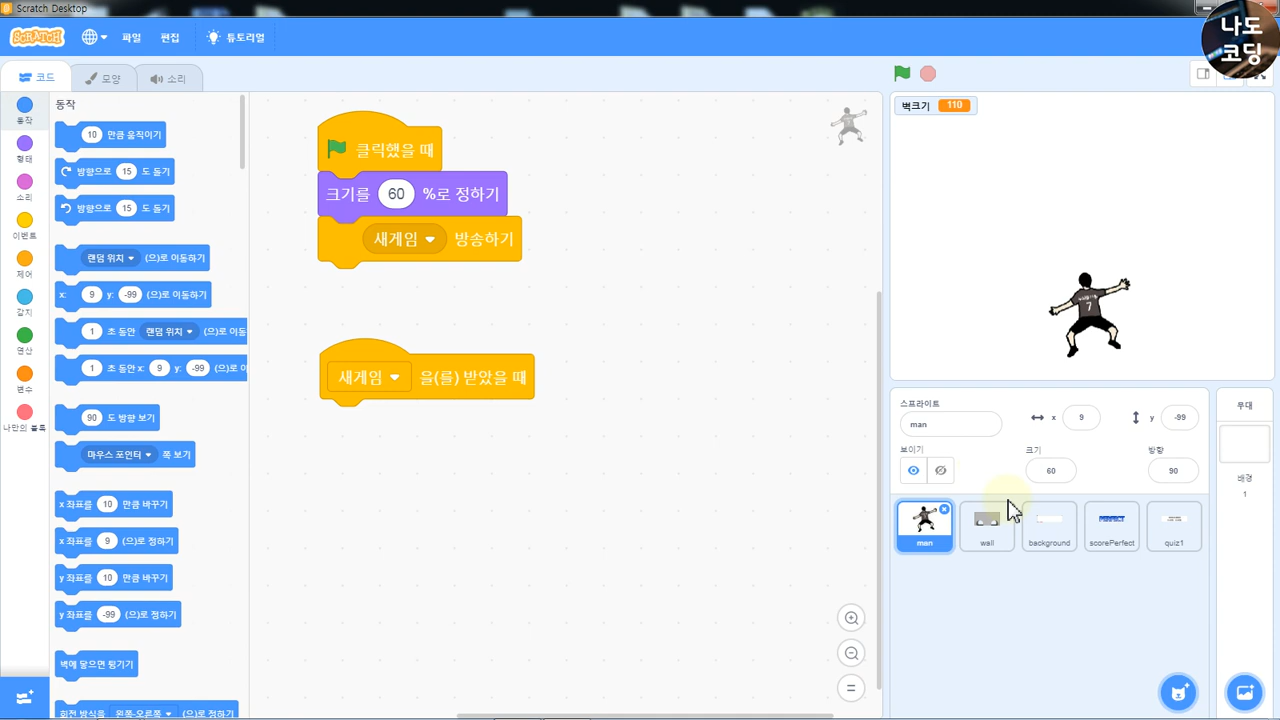 Scratch Desktop
SCRATCH
파일
편집
튜토리얼
나도
코딩
코드
모양
소리
동작
동작
형태
소리
이벤트
제어
감지
연산
변수
나만의 블록
10 만큼 움직이기
방향으로 15 도 돌기
방향으로 15 도 돌기
랜덤 위치 (으)로 이동하기
x: 9 y: -99 (으)로 이동하기
1 초 동안 랜덤 위치 (으)로 이동
1 초 동안 x: 9 y: -99 (으)로 이
90 도 방향 보기
마우스 포인터 쪽 보기
x 좌표를 10 만큼 바꾸기
x 좌표를 9 (으)로 정하기
y 좌표를 10 만큼 바꾸기
y 좌표를 -99 (으)로 정하기
벽에 닿으면 튕기기
회전 방식을 왼쪽-오른쪽 (으)로 정하기
클릭했을 때
크기를 60 %로 정하기
새게임 방송하기
새게임 을(를) 받았을 때
벽크기 110
7
스프라이트
man
x 9
y -99
보이기
크기
60
방향
90
man
wall
background
PERFECT
scorePerfect
quiz1
무대
배경
1